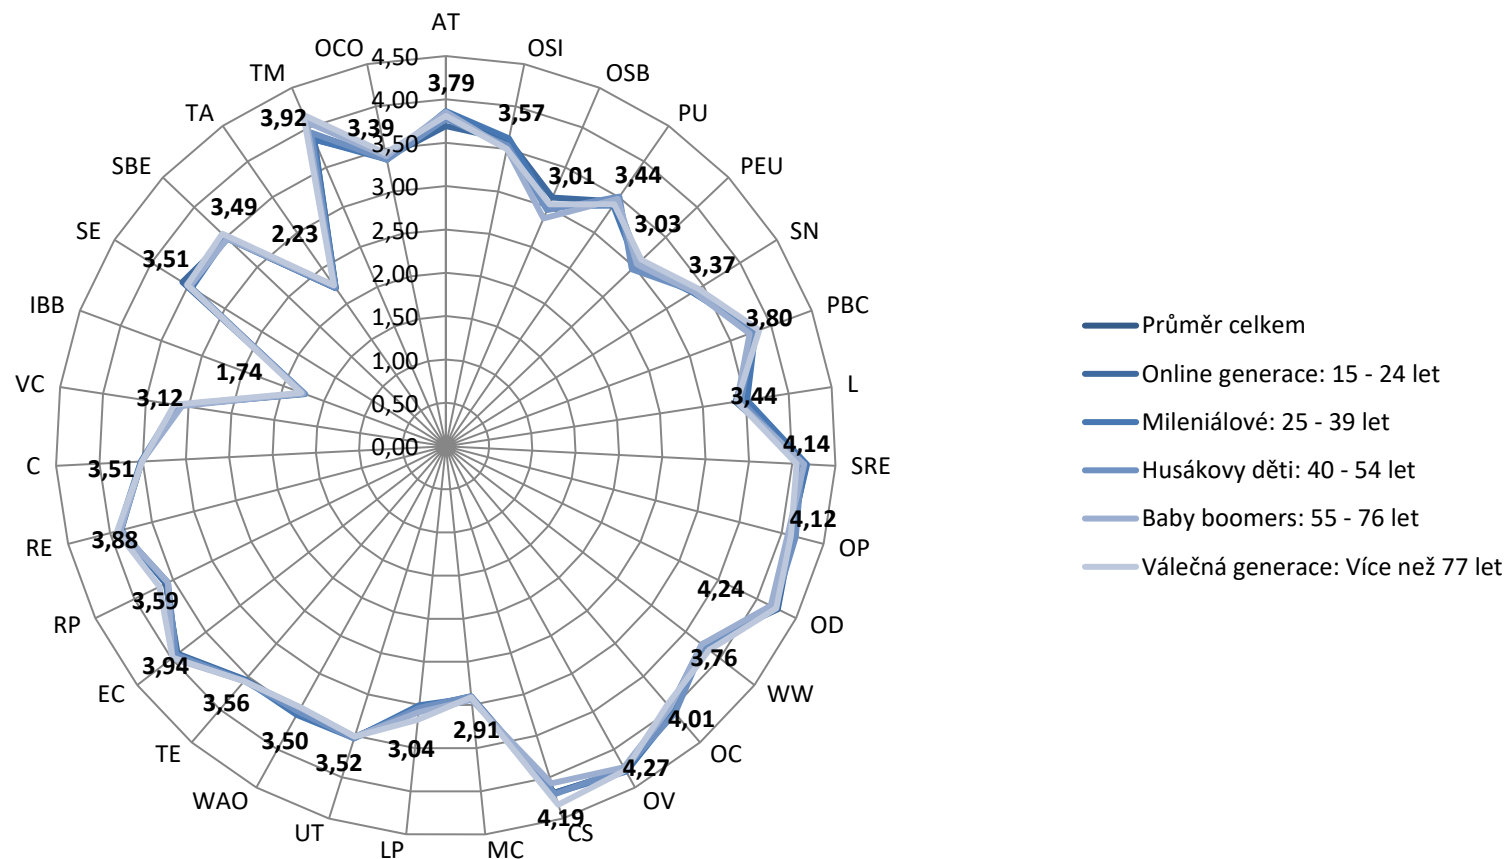 AT
OSI
OSB
PU
PEU
SN
PBC
L
SRE
OP
OD
WW
OC
OV
CS
MC
LP
UT
WAO
TE
EC
RP
RE
C
VC
IBB
SE
SBE
TA
TM
OCO
4,50
4,00
3,50
3,00
2,50
2,00
1,50
1,00
0,50
0,00
3,79
3,57
3,01
3,44
3,03
3,37
3,80
3,44
4,14
4,12
4,24
3,76
4,01
4,27
4,19
2,91
3,04
3,52
3,50
3,56
3,94
3,59
3,88
3,51
3,12
1,74
3,51
3,49
2,23
3,92
3,39
Průměr celkem
Online generace: 15 - 24 let
Mileniálové: 25 - 39 let
Husákovy děti: 40 - 54 let
Baby boomers: 55 - 76 let
Válečná generace: Více než 77 let